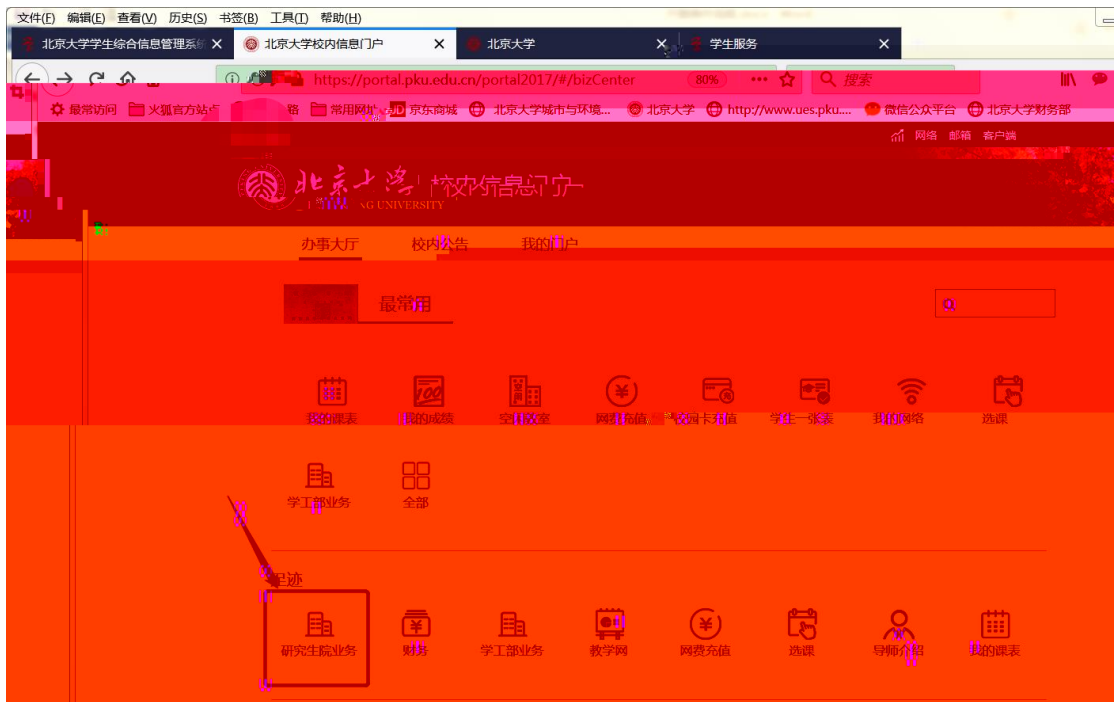 文件(F) 编辑(E) 查看(V) 历史(S) 书签(B) 工具(T) 帮助(H)
北京大学学生综合信息管理系统 北京大学校内信息门户 北京大学 学生服务
https://portal.pku.edu.cn/portal2017/#/bizCenter 80% 搜索
最常访问 火狐官方站点 常用网址 JD 京东商城 北京大学城市与环境... 北京大学 http://www.ues.pku.... 微信公众平台 北京大学财务部
网络 邮箱 客户端
北京大学 校内信息门户
UNIVERSITY
办事大厅 校内公告 我的门户
最常用
我的课表 我的成绩 空闲教室 网费充值 校园卡充值 学生一张表 我的网络 选课
学工部业务 全部
足迹
研究生院业务 财务 学工部业务 教学网 网费充值 选课 导师介绍 我的课表